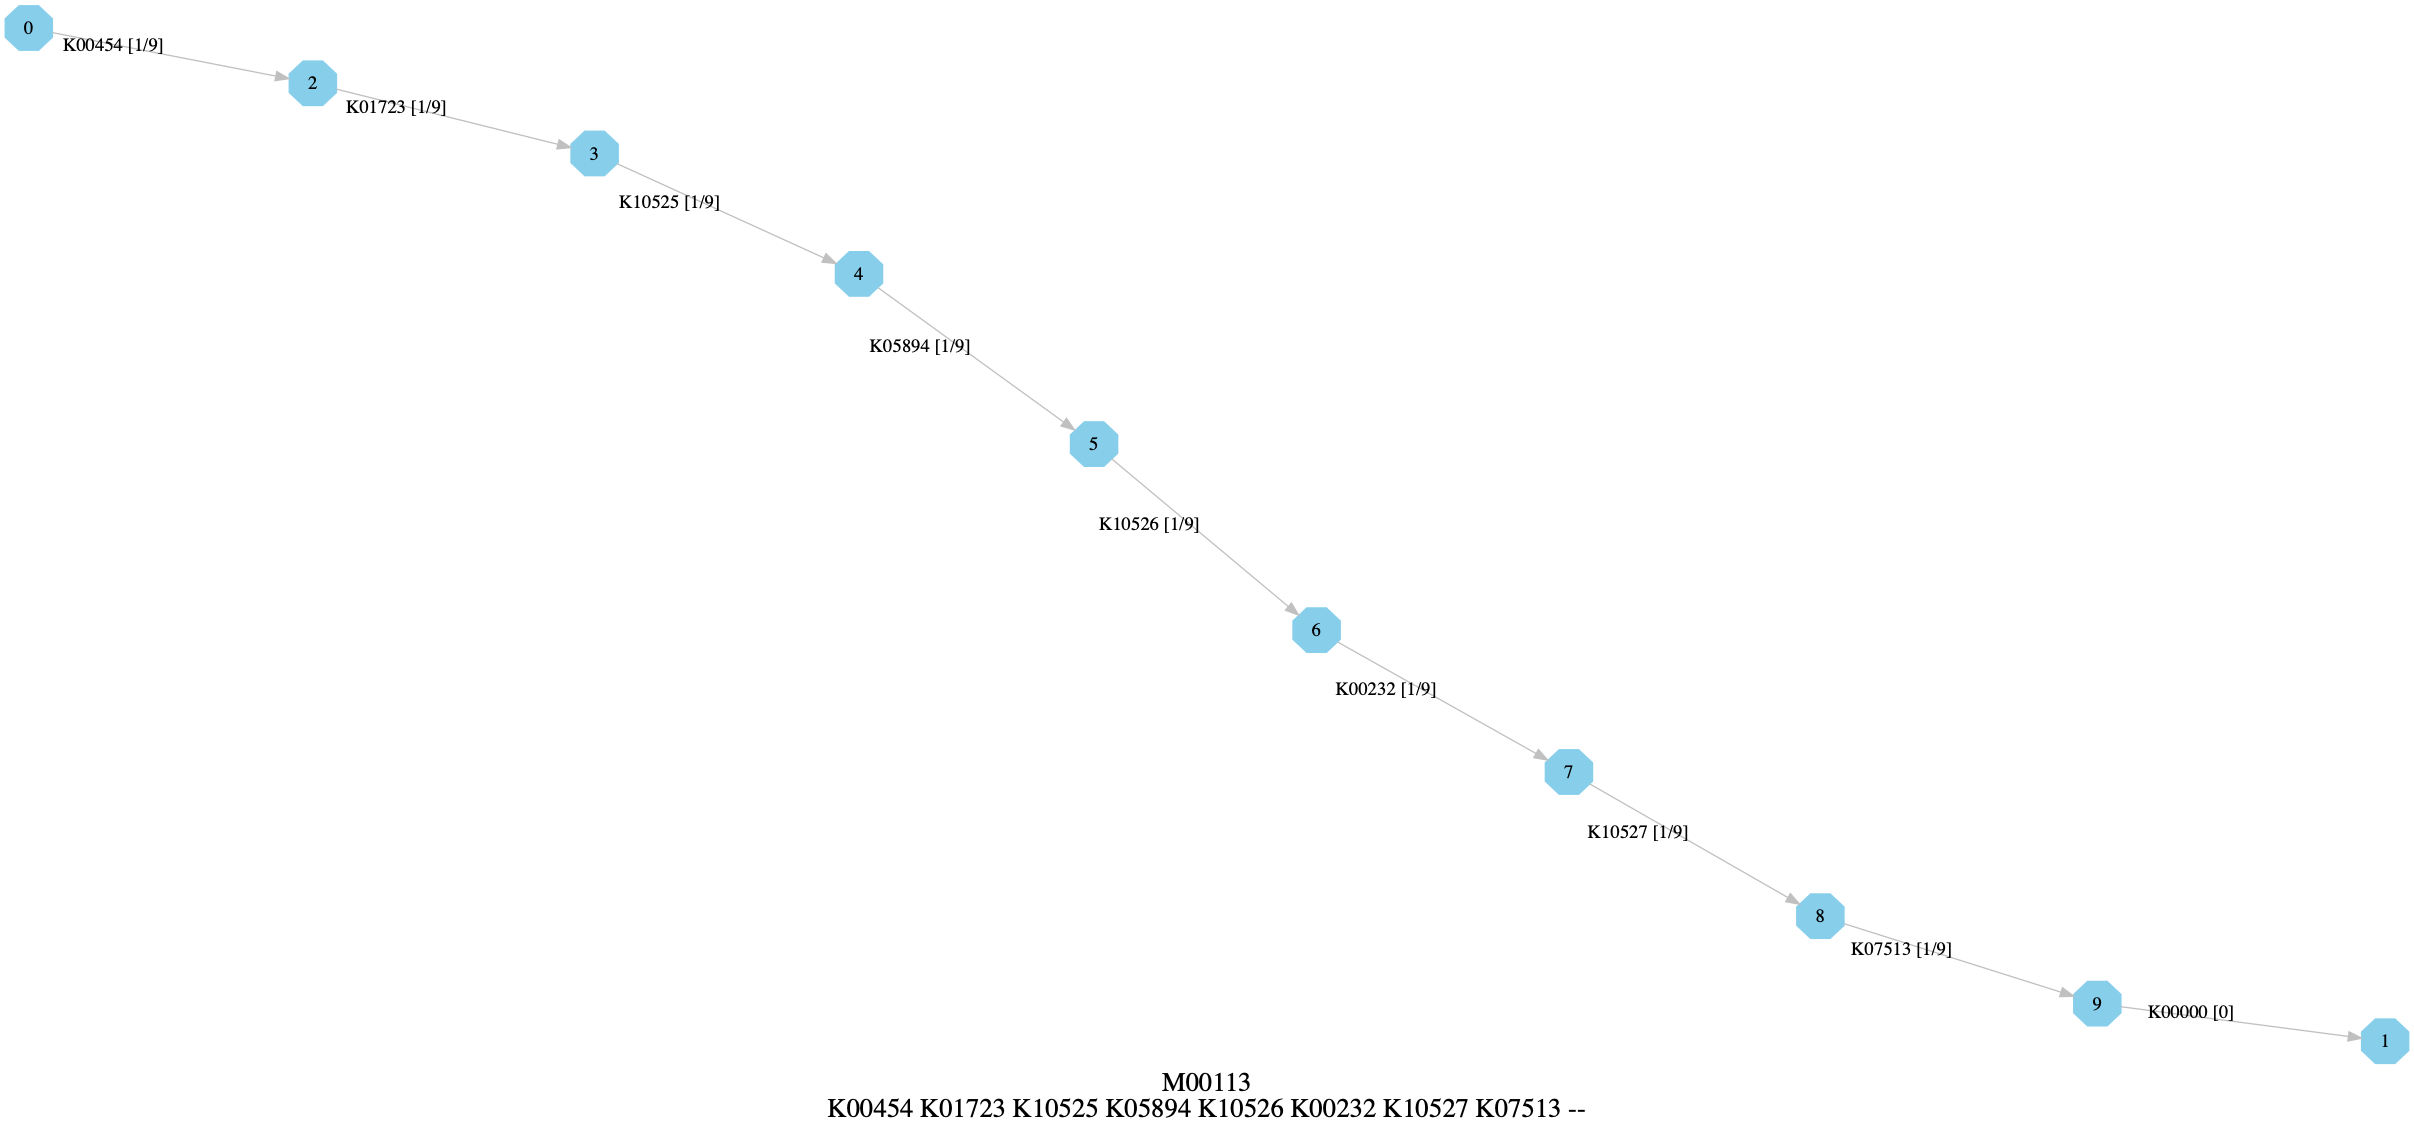 0
K00454 [1/9]
2
K01723 [1/9]
3
K10525 [1/9]
4
K05894 [1/9]
5
K10526 [1/9]
6
K00232 [1/9]
7
K10527 [1/9]
8
K07513 [1/9]
9
K00000 [0]
1
M00113
K00454 K01723 K10525 K05894 K10526 K00232 K10527 K07513 --